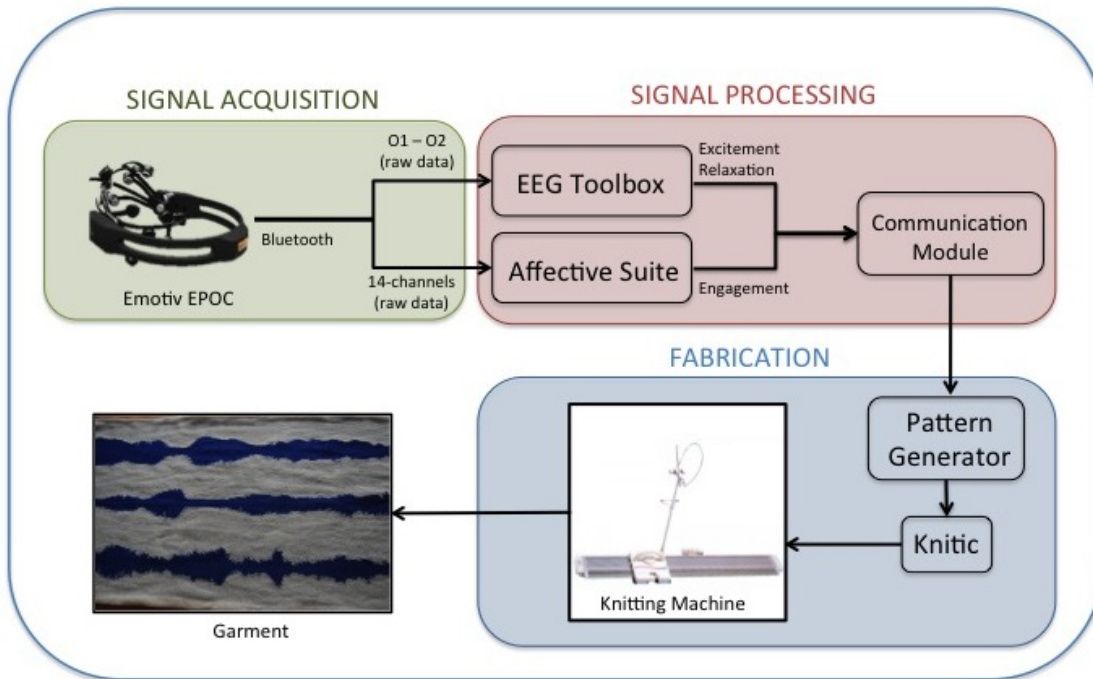 SIGNAL ACQUISITION
SIGNAL PROCESSING
O1 – O2
(raw data)
Bluetooth
14-channels
(raw data)
Emotiv EPOC
EEG Toolbox
Excitement
Relaxation
Affective Suite
Engagement
Communication
Module
FABRICATION
Pattern
Generator
Knitic
Knitting Machine
Garment